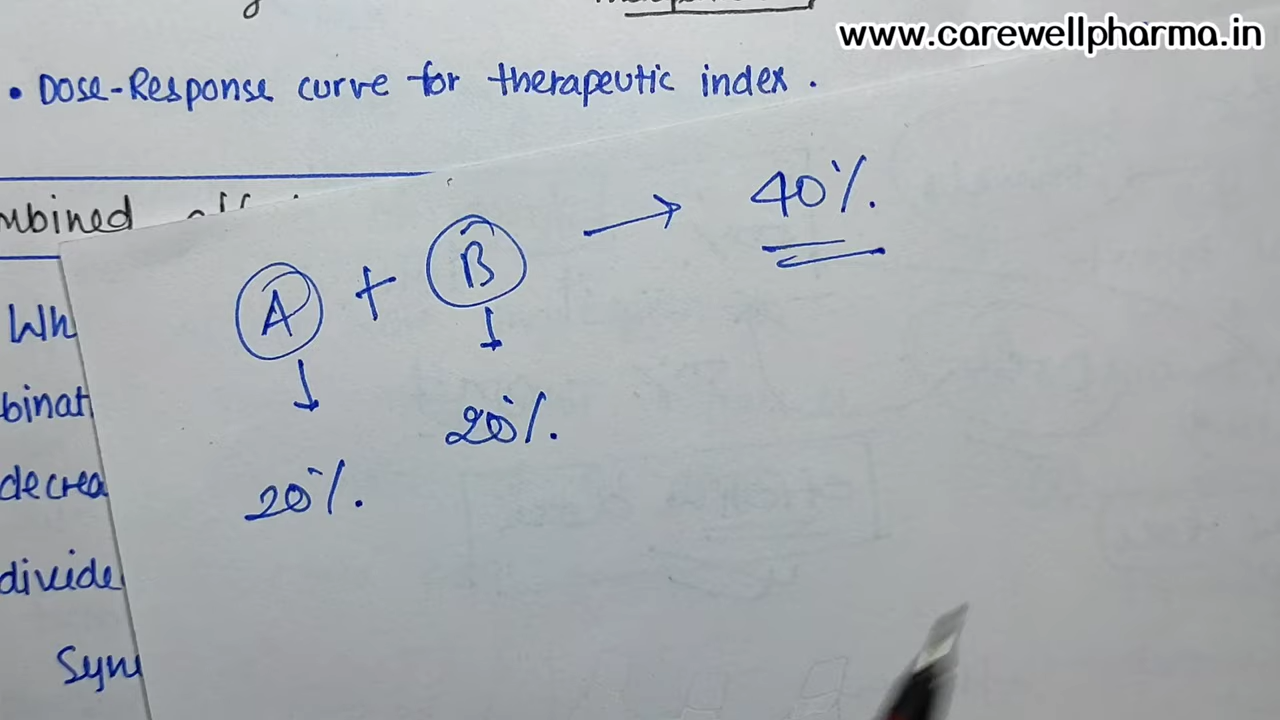 www.carewellpharma.in
• Dose-Response curve for therapeutic index.
mbined
A + B → 40%.
20%. 20%.
Wh
binat
decrea
divide
Syn